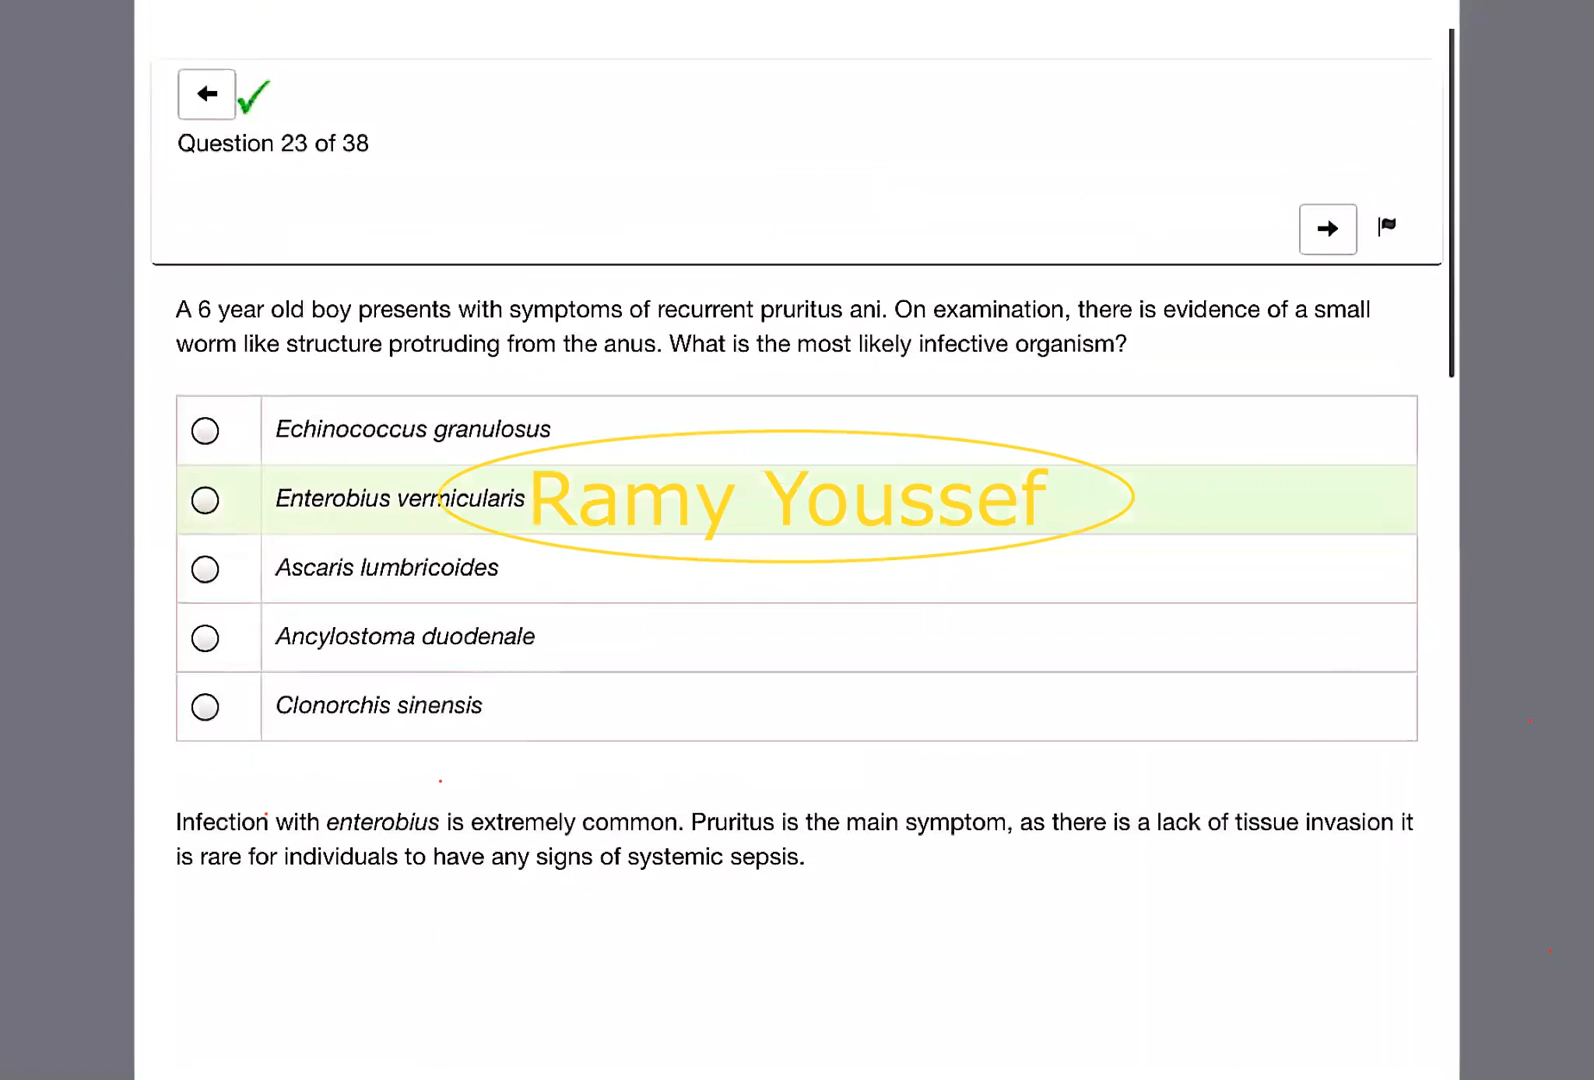 Question 23 of 38
A 6 year old boy presents with symptoms of recurrent pruritus ani. On examination, there is evidence of a small
worm like structure protruding from the anus. What is the most likely infective organism?
Echinococcus granulosus
Enterobius vermicularis
Ramy Youssef
Ascaris lumbricoides
Ancylostoma duodenale
Clonorchis sinensis
Infection with enterobius is extremely common. Pruritus is the main symptom, as there is a lack of tissue invasion it
is rare for individuals to have any signs of systemic sepsis.